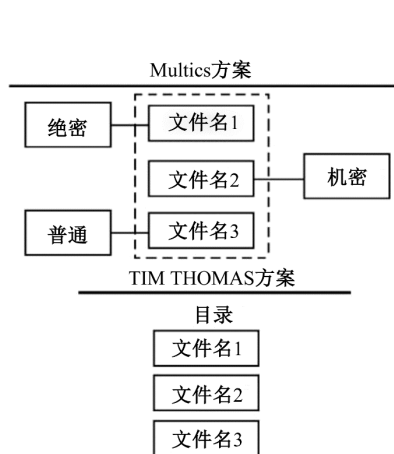 Multics方案
绝密 文件名1
文件名2 机密
普通 文件名3
TIM THOMAS方案
目录
文件名1
文件名2
文件名3